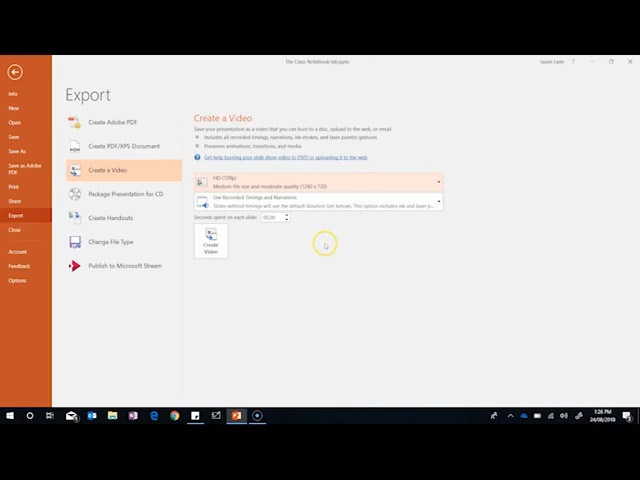 The Class Notebook tab.pptx
Jason Lane
Info
New
Open
Save
Save As
Save as Adobe
PDF
Print
Share
Export
Close
Account
Feedback
Options
Export
Create Adobe PDF
Create PDF/XPS Document
Create a Video
Package Presentation for CD
Create Handouts
Change File Type
Publish to Microsoft Stream
Create a Video
Save your presentation as a video that you can burn to a disc, upload to the web, or email
Includes all recorded timings, narrations, ink strokes, and laser pointer gestures
Preserves animations, transitions, and media
Get help burning your slide show video to DVD or uploading it to the web
HD (720p)
Medium file size and moderate quality (1280 x 720)
Use Recorded Timings and Narrations
Slides without timings will use the default duration (set below). This option includes ink and laser p...
Seconds spent on each slide: 05.00
Create
Video
1:26 PM
24/08/2018